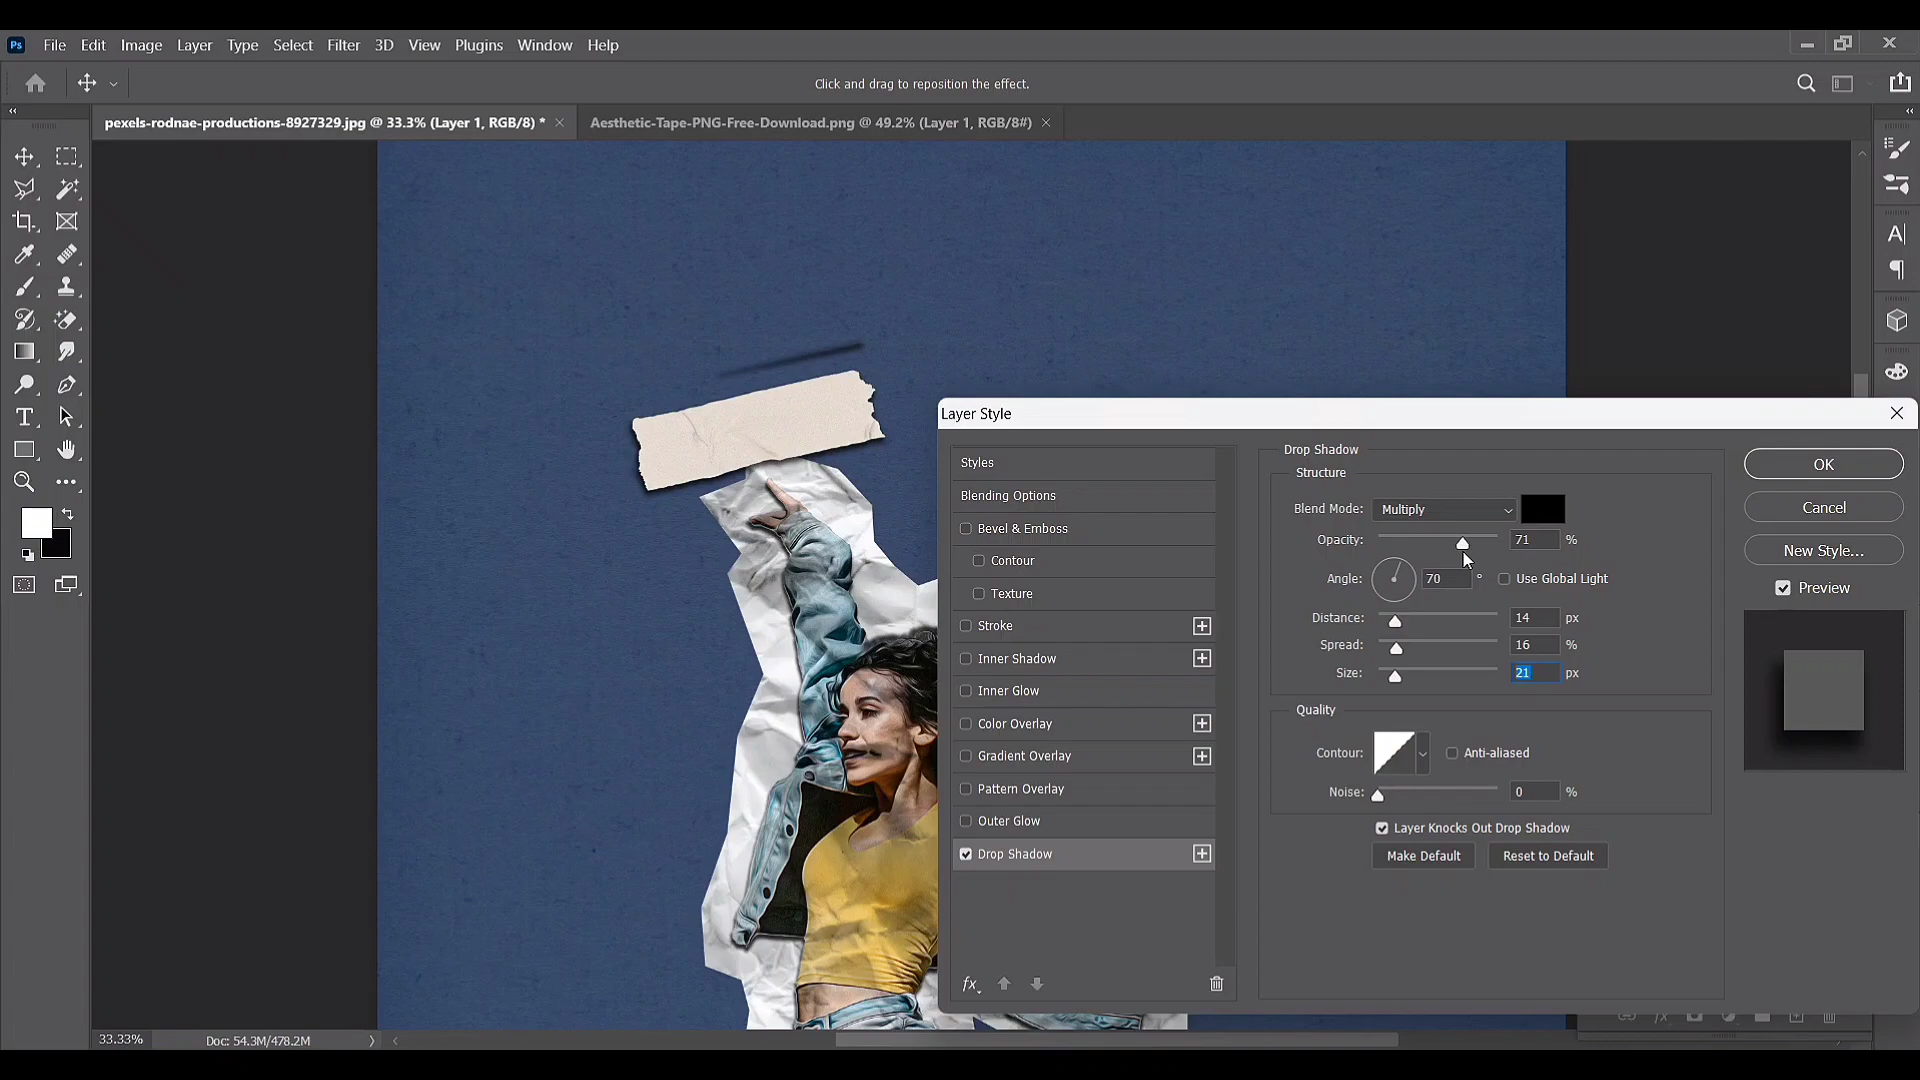 Ps File Edit Image Layer Type Select Filter 3D View Plugins Window Help
Click and drag to reposition the effect.
pexels-rodnae-productions-8927329.jpg @ 33.3% (Layer 1, RGB/8) *
Aesthetic-Tape-PNG-Free-Download.png @ 49.2% (Layer 1, RGB/8#)
Layer Style
Styles
Blending Options
Bevel & Emboss
Contour
Texture
Stroke
Inner Shadow
Inner Glow
Color Overlay
Gradient Overlay
Pattern Overlay
Outer Glow
Drop Shadow
fx
Drop Shadow
Structure
Blend Mode: Multiply
Opacity: 71 %
Angle: 70 ° Use Global Light
Distance: 14 px
Spread: 16 %
Size: 21 px
Quality
Contour: Anti-aliased
Noise: 0 %
Layer Knocks Out Drop Shadow
Make Default Reset to Default
OK
Cancel
New Style...
Preview
33.33% Doc: 54.3M/478.2M